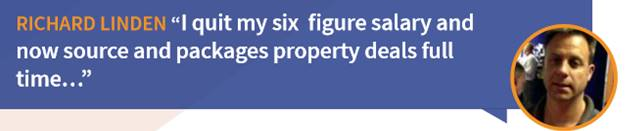 RICHARD LINDEN “I quit my six figure salary and
now source and packages property deals full
time...”